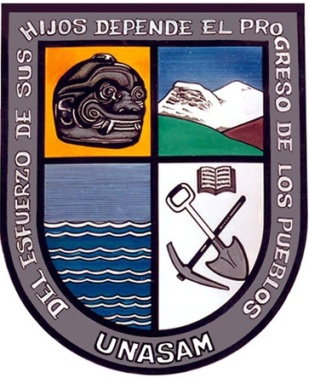 DEL ESFUERZO DE SUS HIJOS DEPENDE EL PROGRESO DE LOS PUEBLOS
UNASAM